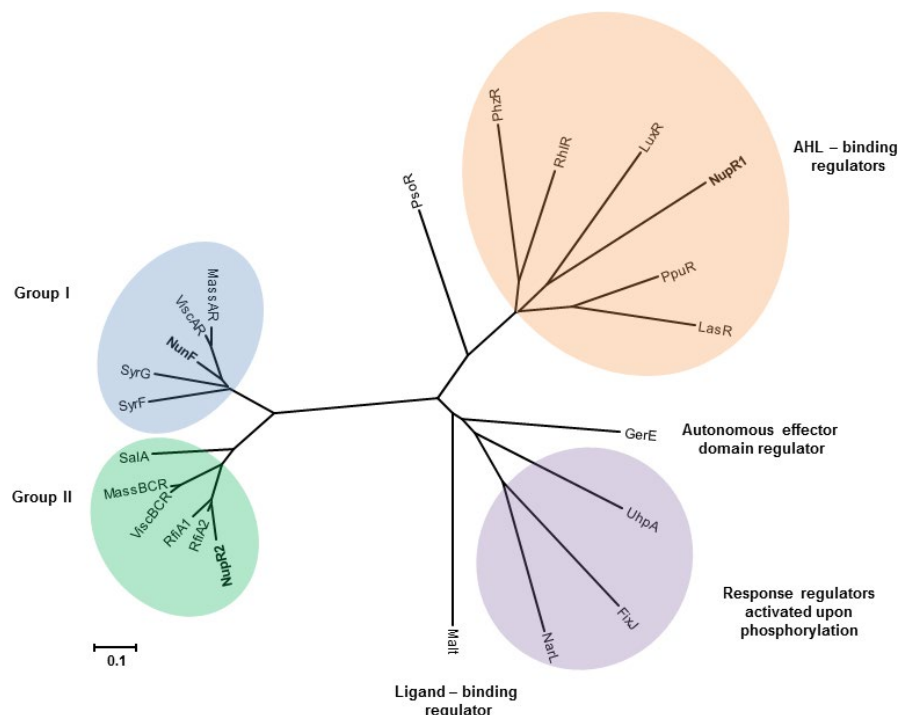 PhzR
RhlR
LuxR
NupR1
AHL – binding
regulators
PsoR
PpuR
LasR
Group I
MassAR
ViscAR
NunF
SyrG
SyrF
GerE
Autonomous effector
domain regulator
SalA
Group II
MassBCR
ViscBCR
RfiA1
RfiA2
NupR2
UhpA
FixJ
NarL
Response regulators
activated upon
phosphorylation
Malt
Ligand – binding
regulator
0.1